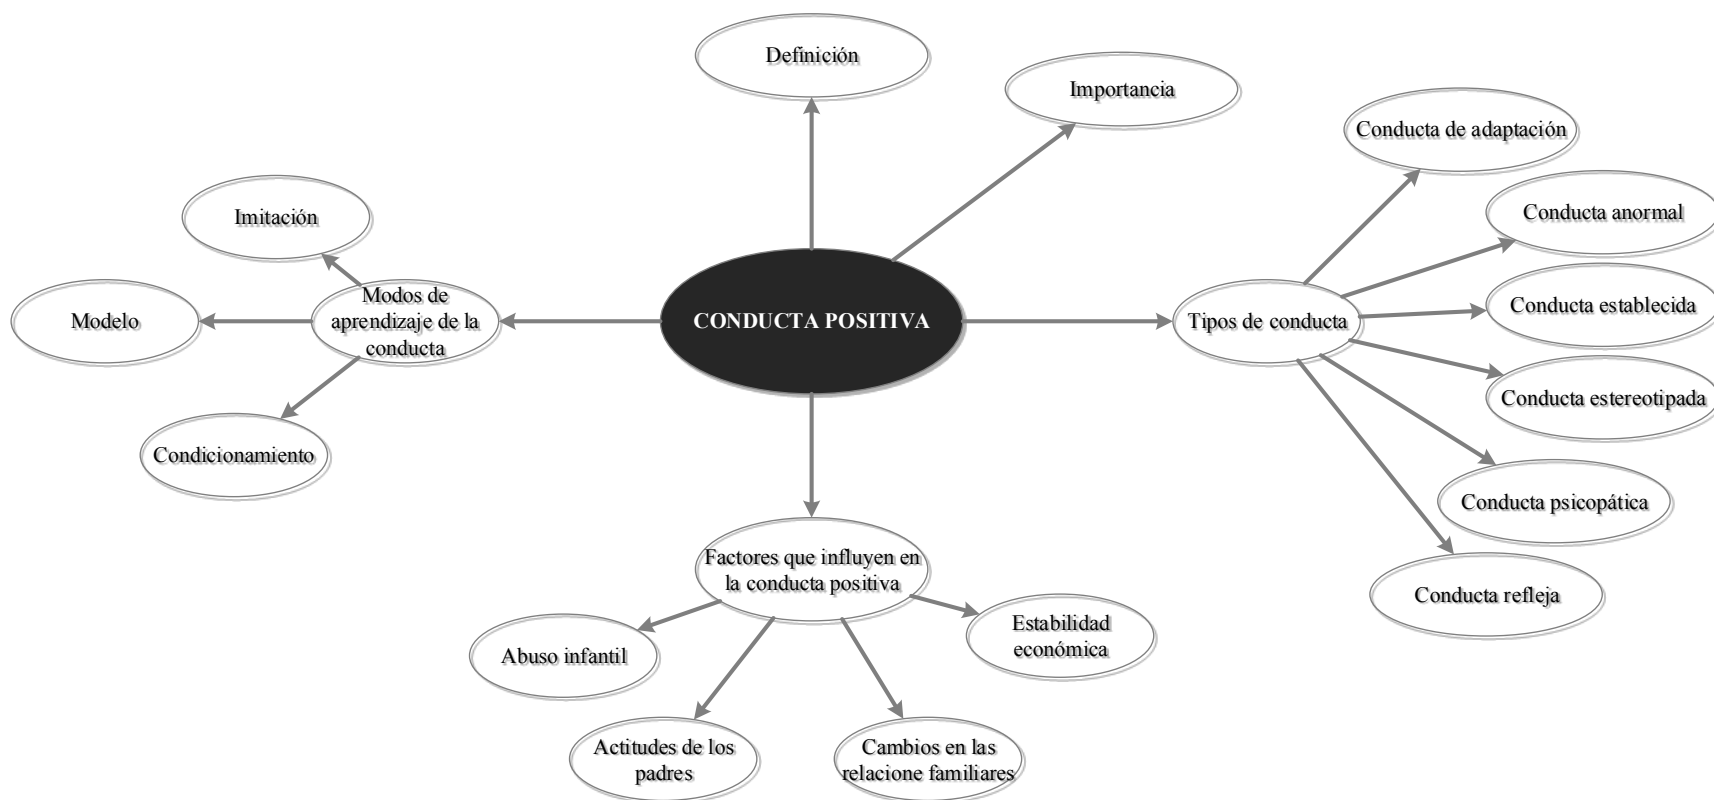 Definición
Importancia
Conducta de adaptación
Imitación
Conducta anormal
Modos de
aprendizaje de la
conducta
Modelo
CONDUCTA POSITIVA
Tipos de conducta
Conducta establecida
Conducta estereotipada
Condicionamiento
Conducta psicopática
Factores que influyen en
la conducta positiva
Conducta refleja
Estabilidad
económica
Abuso infantil
Actitudes de los
padres
Cambios en las
relacione familiares